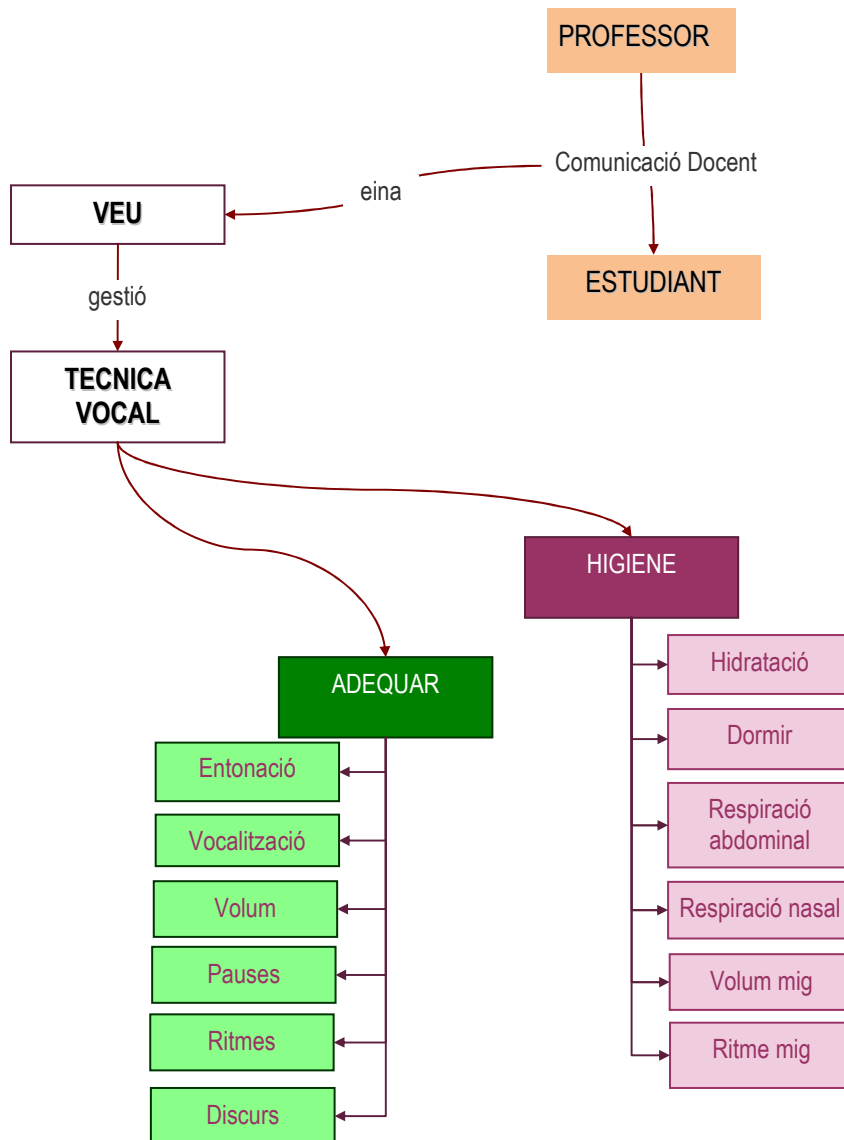 PROFESSOR
Comunicació Docent
eina
VEU
ESTUDIANT
gestió
TECNICA
VOCAL
HIGIENE
ADEQUAR
Entonació
Vocalització
Volum
Pauses
Ritmes
Discurs
Hidratació
Dormir
Respiració
abdominal
Respiració nasal
Volum mig
Ritme mig